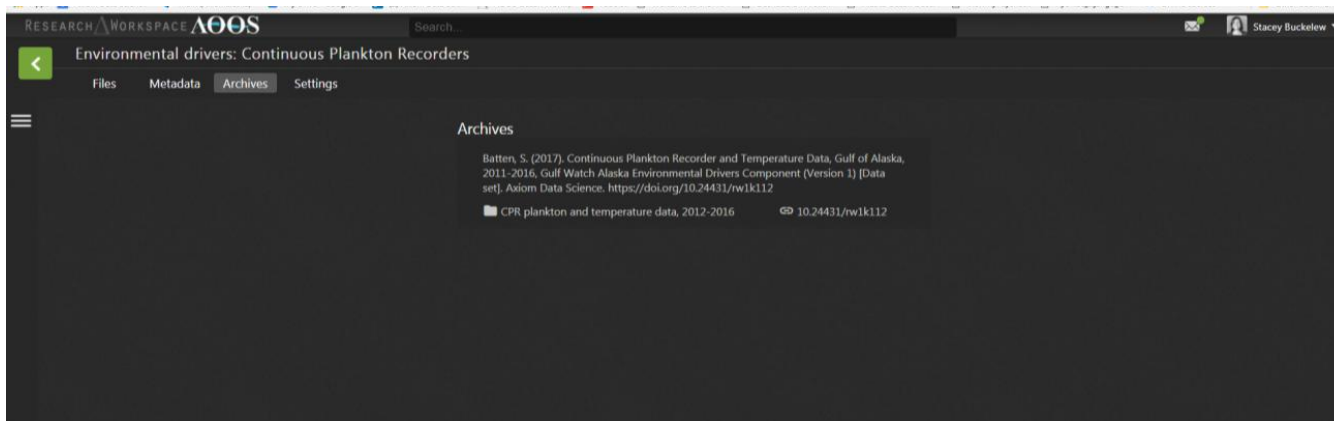 RESEARCH WORKSPACE AOOS
Search...
Stacey Buckelew
Environmental drivers: Continuous Plankton Recorders
Files Metadata Archives Settings
Archives
Batten, S. (2017). Continuous Plankton Recorder and Temperature Data, Gulf of Alaska,
2011-2016, Gulf Watch Alaska Environmental Drivers Component (Version 1) [Data
set]. Axiom Data Science. https://doi.org/10.24431/rw1k112
CPR plankton and temperature data, 2012-2016 10.24431/rw1k112